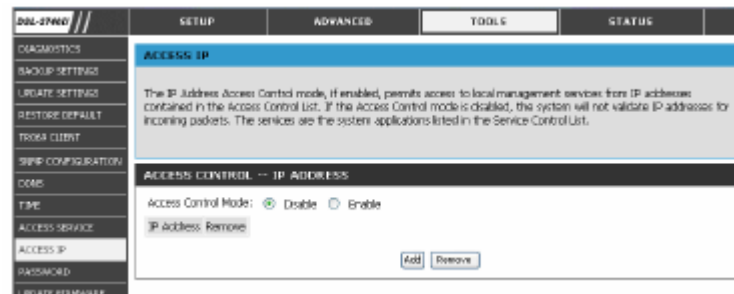 SETUP
ADVANCED
TOOLS
STATUS
DIAGNOSTICS
BACKUP SETTINGS
UPDATE SETTINGS
RESTORE DEFAULT
TR069 CLIENT
SNMP CONFIGURATION
DDNS
TIME
ACCESS SERVICE
ACCESS IP
PASSWORD
UPDATE FIRMWARE
ACCESS IP
The IP Address Access Control mode, if enabled, permits access to local management services from IP addresses
contained in the Access Control List. If the Access Control mode is disabled, the system will not validate IP addresses for
incoming packets. The services are the system applications listed in the Service Control List.
ACCESS CONTROL -- IP ADDRESS
Access Control Mode: Disable Enable
IP Address Remove
Add Remove